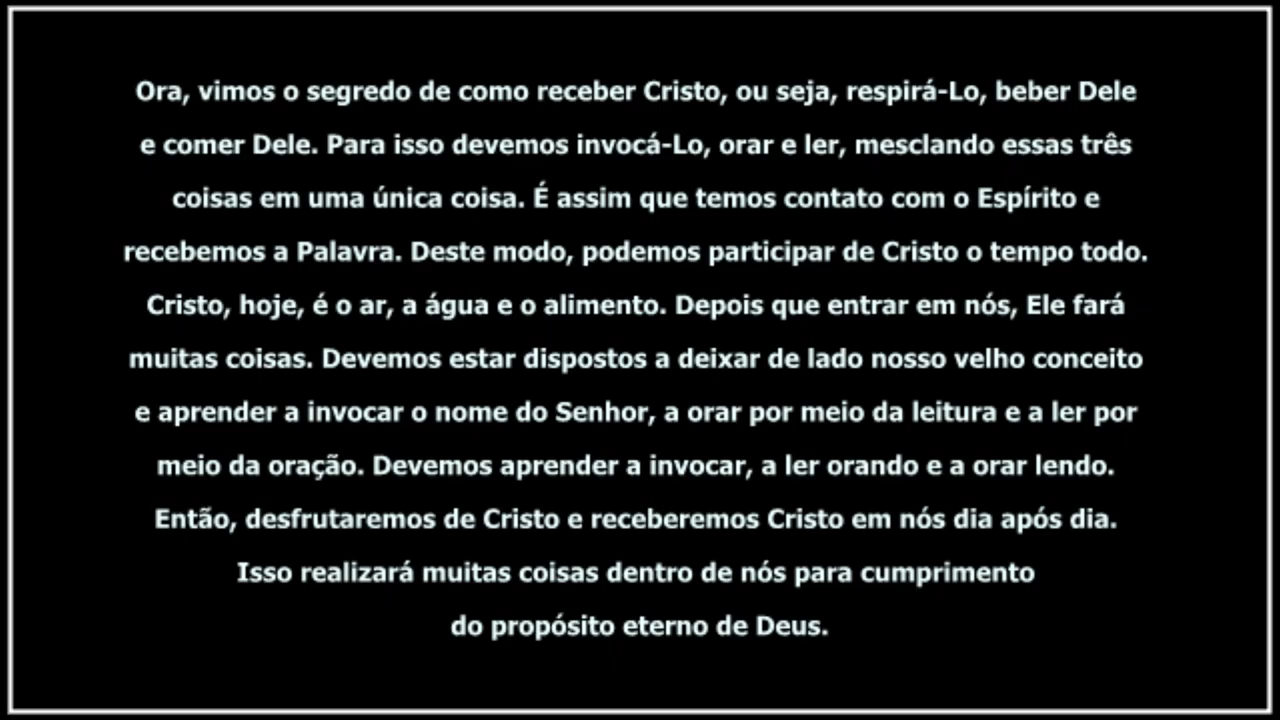 Ora, vimos o segredo de como receber Cristo, ou seja, respirá-Lo, beber Dele
e comer Dele. Para isso devemos invocá-Lo, orar e ler, mesclando essas três
coisas em uma única coisa. É assim que temos contato com o Espírito e
recebemos a Palavra. Deste modo, podemos participar de Cristo o tempo todo.
Cristo, hoje, é o ar, a água e o alimento. Depois que entrar em nós, Ele fará
muitas coisas. Devemos estar dispostos a deixar de lado nosso velho conceito
e aprender a invocar o nome do Senhor, a orar por meio da leitura e a ler por
meio da oração. Devemos aprender a invocar, a ler orando e a orar lendo.
Então, desfrutaremos de Cristo e receberemos Cristo em nós dia após dia.
Isso realizará muitas coisas dentro de nós para cumprimento
do propósito eterno de Deus.